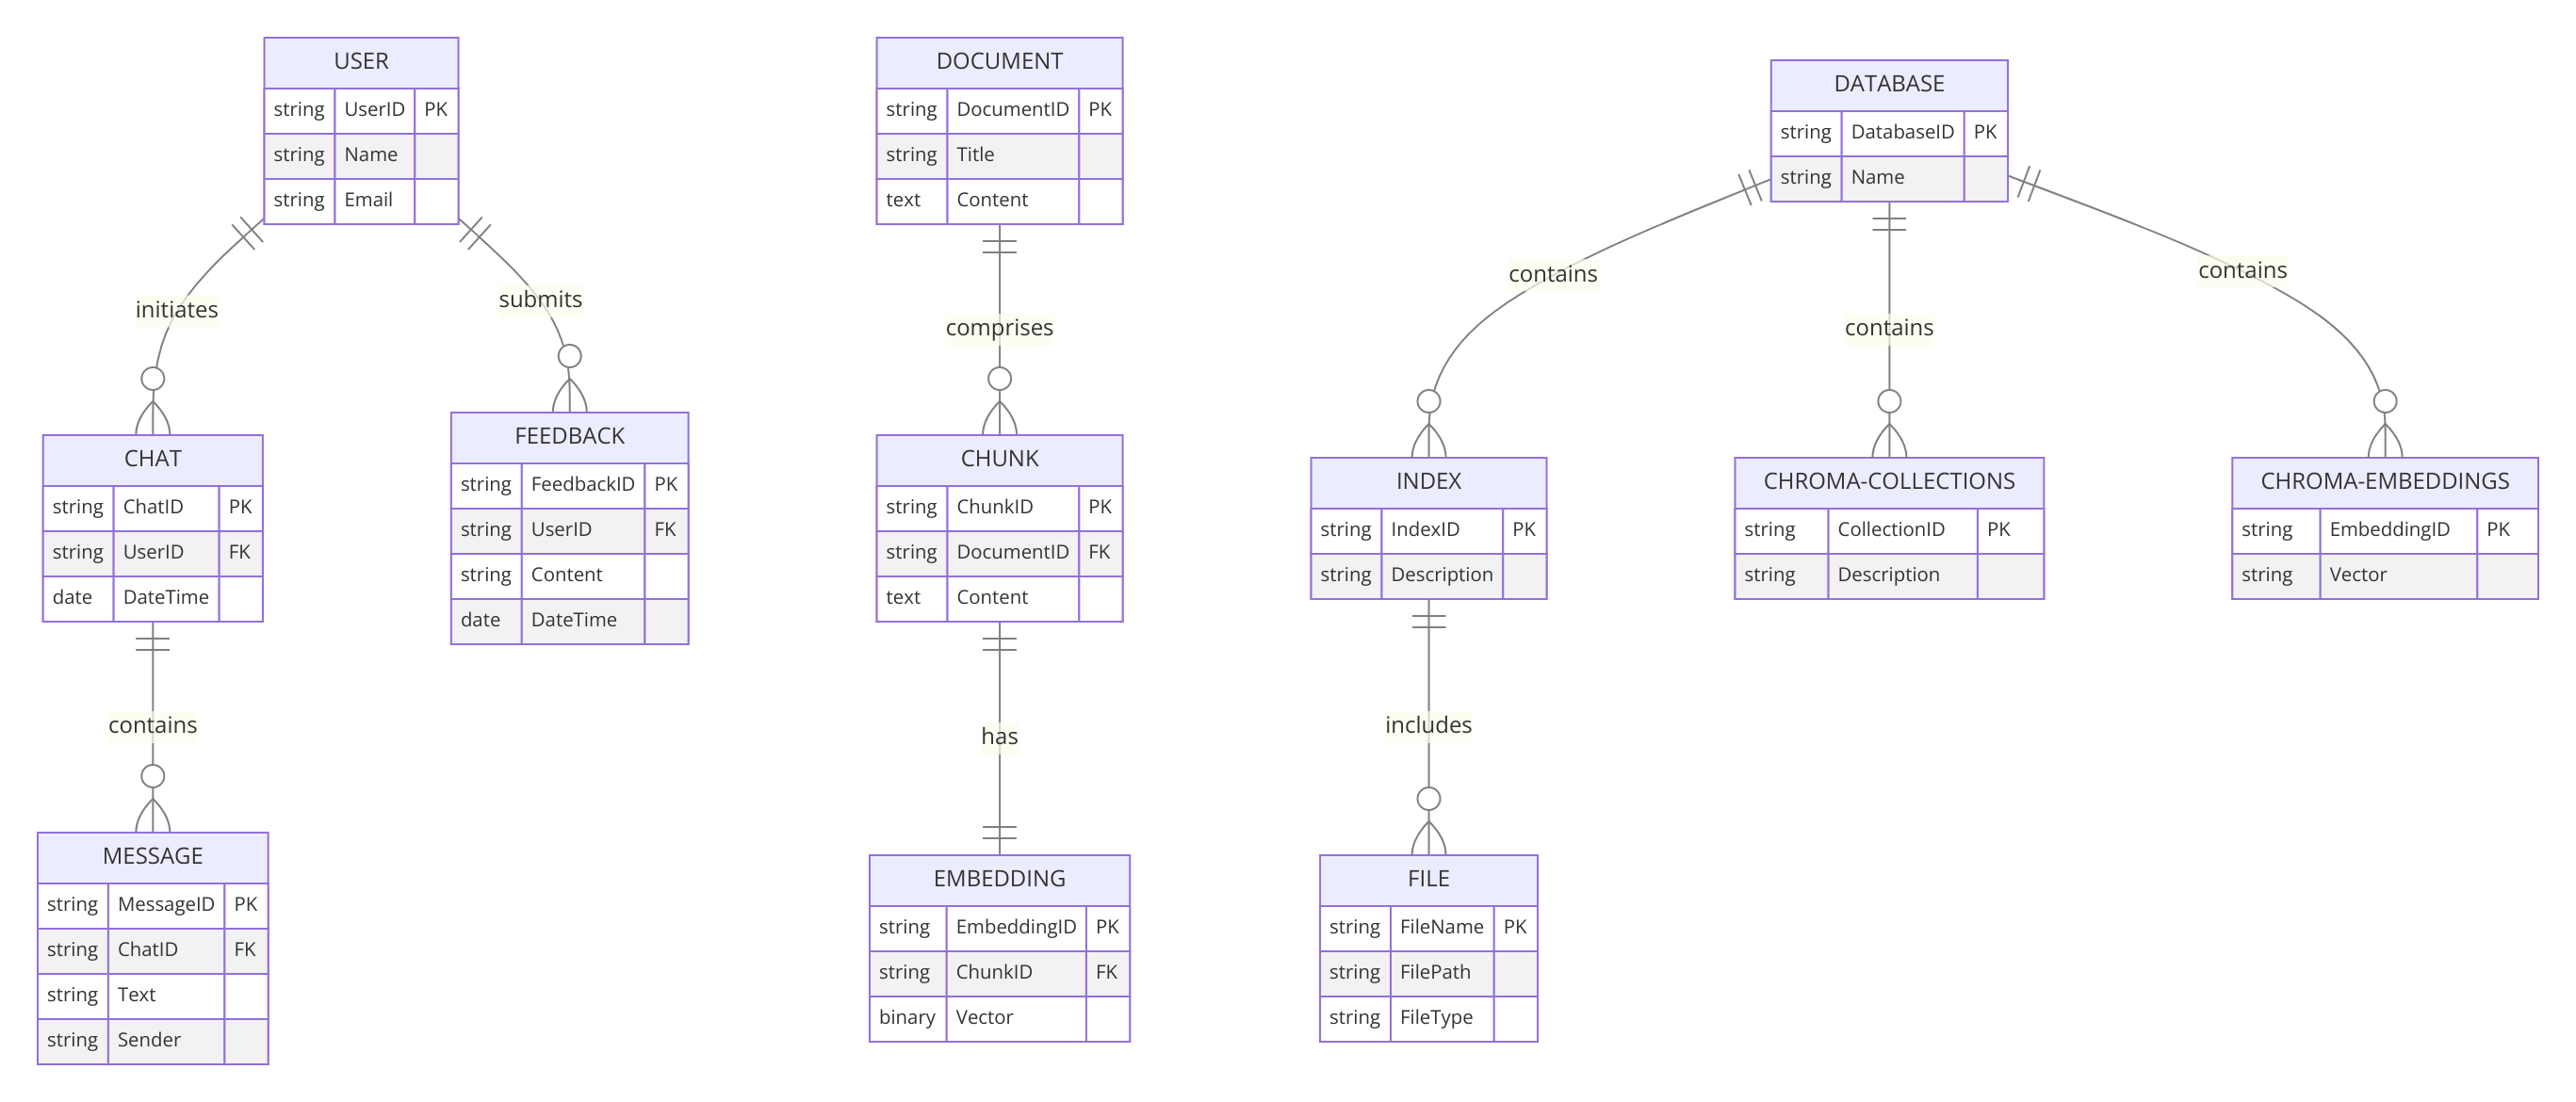 USER
string UserID PK
string Name
string Email
initiates
submits
CHAT
string ChatID PK
string UserID FK
date DateTime
FEEDBACK
string FeedbackID PK
string UserID FK
string Content
date DateTime
contains
MESSAGE
string MessageID PK
string ChatID FK
string Text
string Sender
DOCUMENT
string DocumentID PK
string Title
text Content
comprises
CHUNK
string ChunkID PK
string DocumentID FK
text Content
has
EMBEDDING
string EmbeddingID PK
string ChunkID FK
binary Vector
DATABASE
string DatabaseID PK
string Name
contains
contains
contains
INDEX
string IndexID PK
string Description
CHROMA-COLLECTIONS
string CollectionID PK
string Description
CHROMA-EMBEDDINGS
string EmbeddingID PK
string Vector
includes
FILE
string FileName PK
string FilePath
string FileType